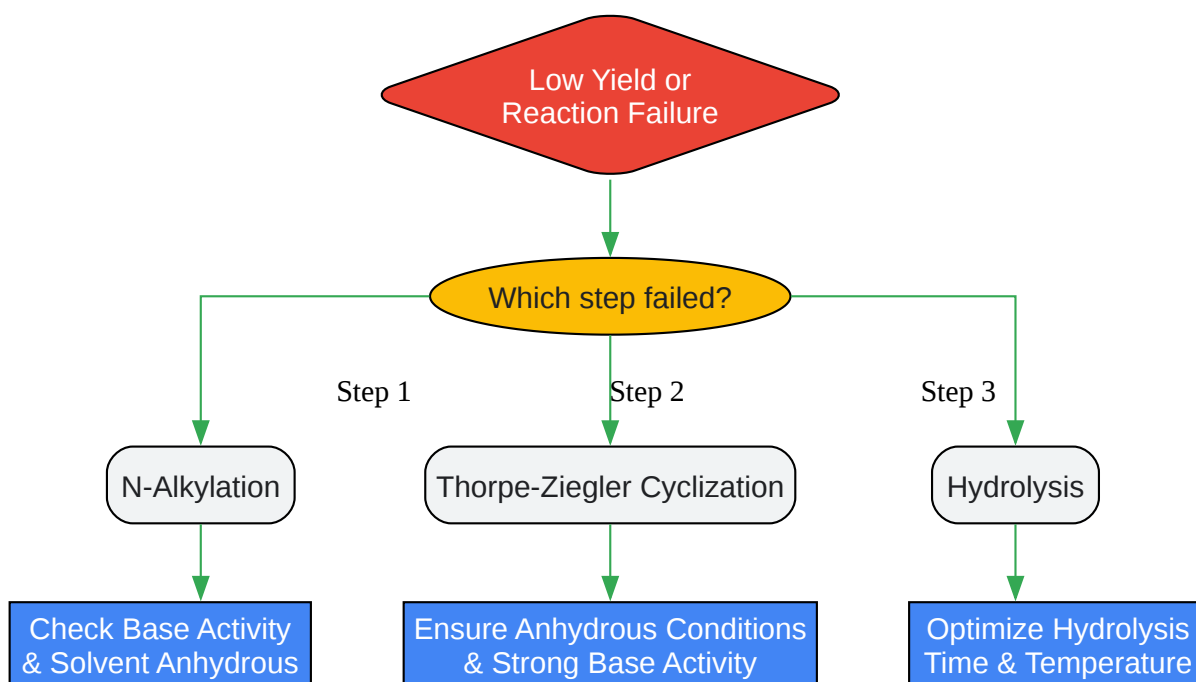 Low Yield or
Reaction Failure
Which step failed?
Step 1
Step 2
Step 3
N-Alkylation
Thorpe-Ziegler Cyclization
Hydrolysis
Check Base Activity
& Solvent Anhydrous
Ensure Anhydrous Conditions
& Strong Base Activity
Optimize Hydrolysis
Time & Temperature